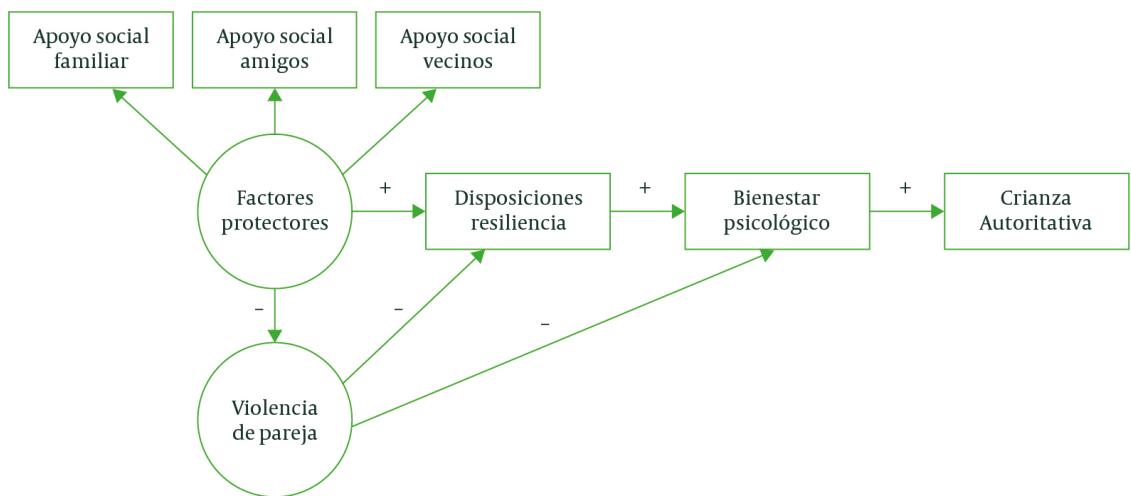 Apoyo social
familiar
Apoyo social
amigos
Apoyo social
vecinos
Factores
protectores
+
Disposiciones
resiliencia
+
Bienestar
psicológico
+
Crianza
Autoritativa
–
–
–
Violencia
de pareja